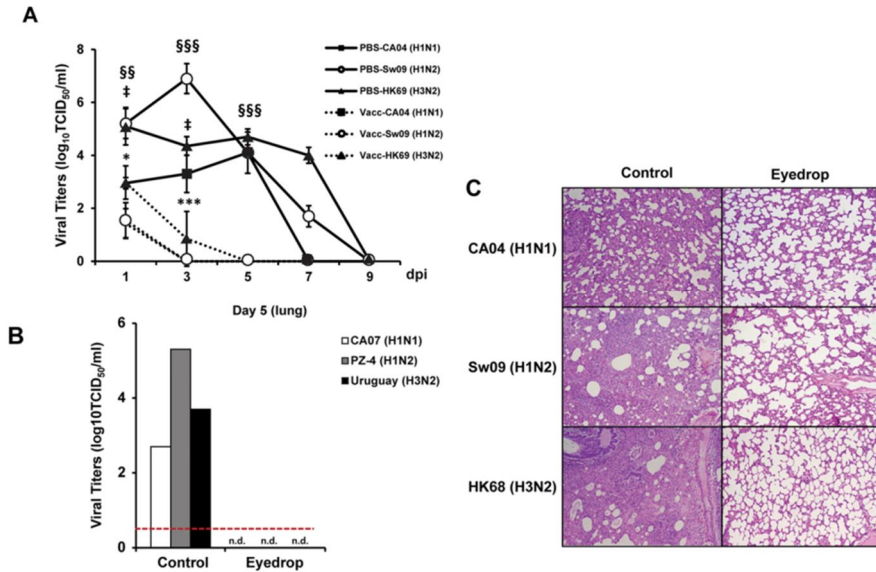 A
Viral Titers (log10TCID50/ml)
8
6
4
2
0
§§
‡
*
§§§
‡
***
§§§
1 3 5 7 9 dpi
PBS-CA04 (H1N1)
PBS-Sw09 (H1N2)
PBS-HK69 (H3N2)
Vacc-CA04 (H1N1)
Vacc-Sw09 (H1N2)
Vacc-HK69 (H3N2)
B
Day 5 (lung)
Viral Titers (log10TCID50/ml)
6
4
2
0
CA07 (H1N1)
PZ-4 (H1N2)
Uruguay (H3N2)
n.d. n.d. n.d.
Control Eyedrop
C
Control Eyedrop
CA04 (H1N1)
Sw09 (H1N2)
HK68 (H3N2)